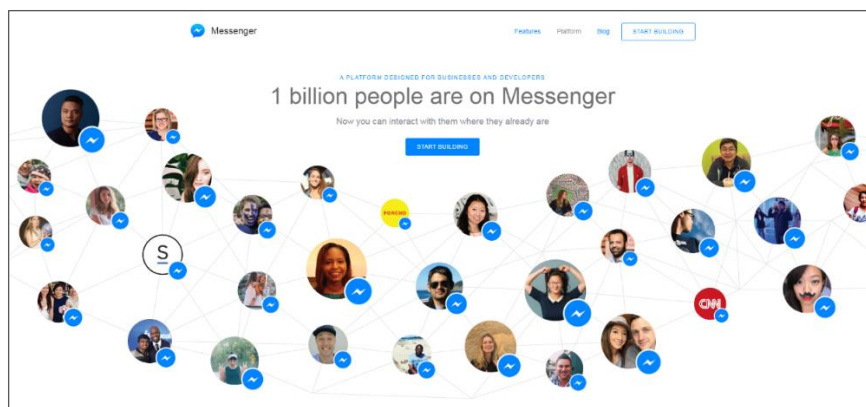 Messenger
Features Platform Blog START BUILDING
A PLATFORM DESIGNED FOR BUSINESSES AND DEVELOPERS
1 billion people are on Messenger
Now you can interact with them where they already are
START BUILDING
S
CNN